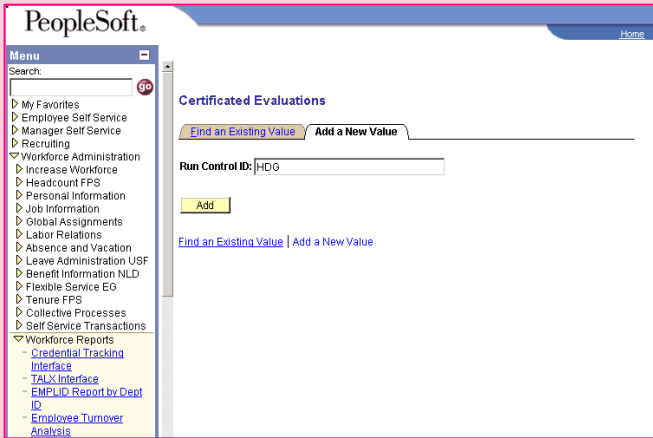 PeopleSoft®
Home
Menu
Search:
go
My Favorites
Employee Self Service
Manager Self Service
Recruiting
Workforce Administration
Increase Workforce
Headcount FPS
Personal Information
Job Information
Global Assignments
Labor Relations
Absence and Vacation
Leave Administration USF
Benefit Information NLD
Flexible Service EG
Tenure FPS
Collective Processes
Self Service Transactions
Workforce Reports
- Credential Tracking
Interface
- TALX Interface
- EMPLID Report by Dept
ID
- Employee Turnover
Analysis
Certificated Evaluations
Find an Existing Value
Add a New Value
Run Control ID: HDG
Add
Find an Existing Value | Add a New Value